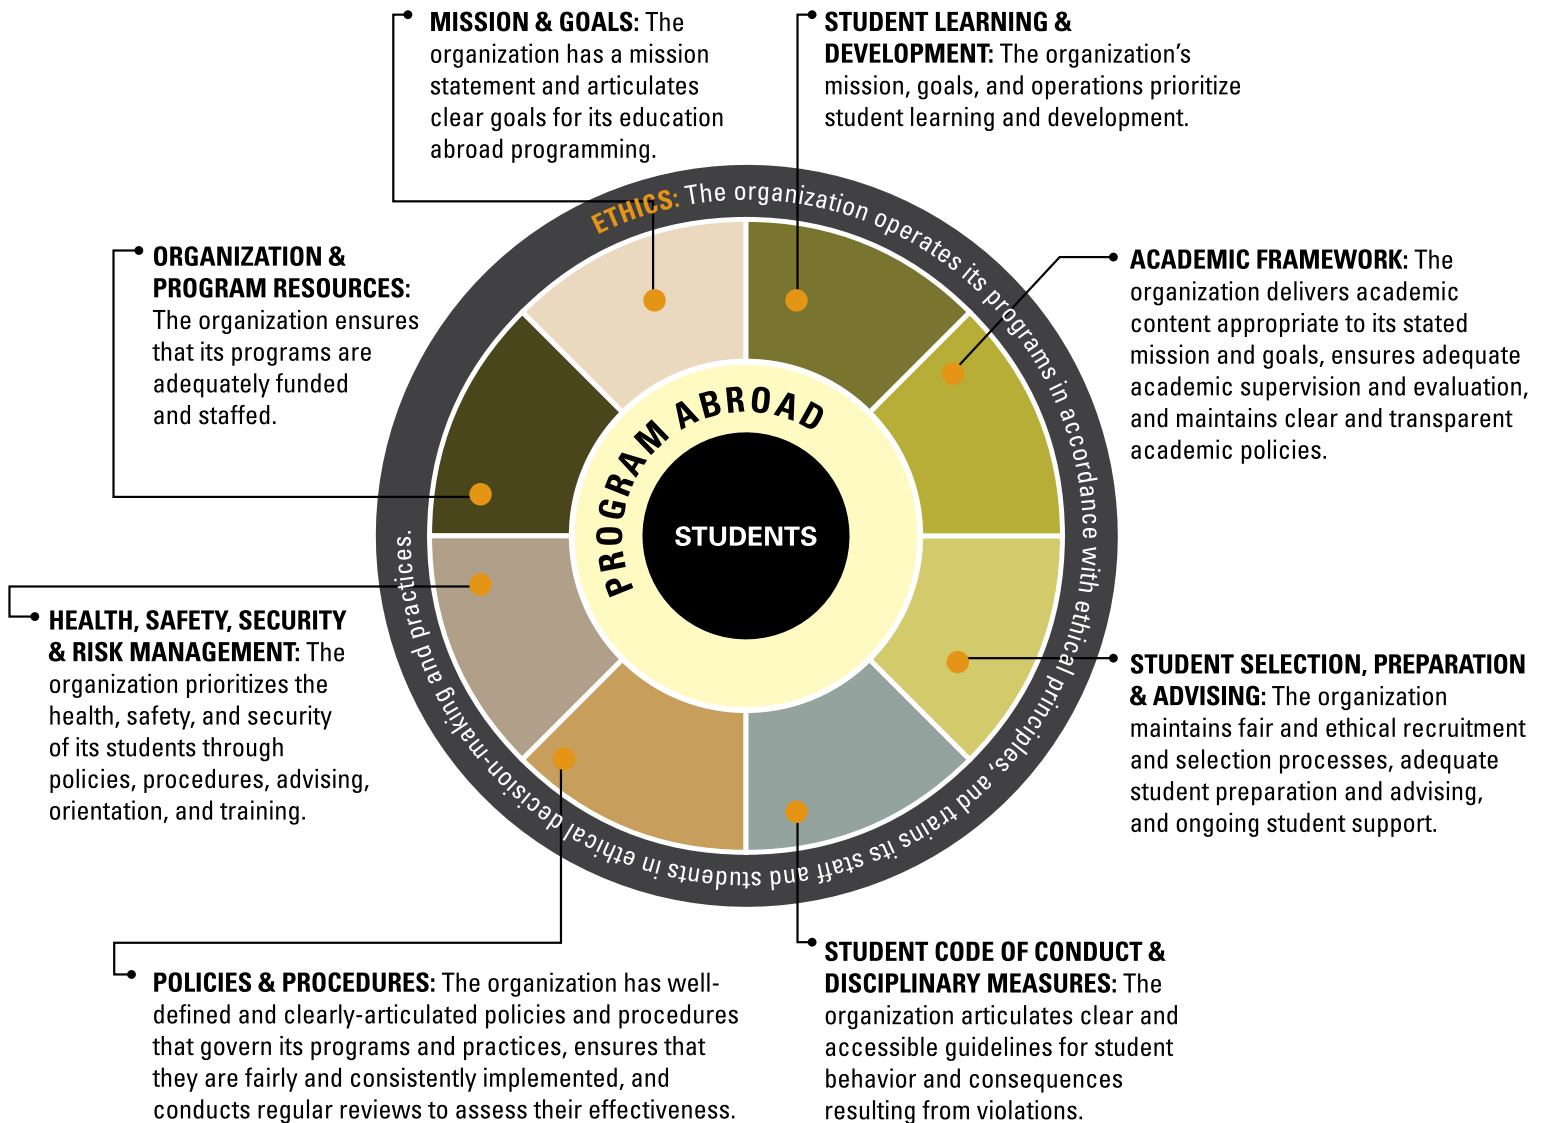 MISSION & GOALS: The
organization has a mission
statement and articulates
clear goals for its education
abroad programming.
STUDENT LEARNING &
DEVELOPMENT: The organization’s
mission, goals, and operations prioritize
student learning and development.
ETHICS: The organization operates its programs in accordance with ethical principles, and trains its staff and students in ethical decision-making and practices.
ORGANIZATION &
PROGRAM RESOURCES:
The organization ensures
that its programs are
adequately funded
and staffed.
ACADEMIC FRAMEWORK: The
organization delivers academic
content appropriate to its stated
mission and goals, ensures adequate
academic supervision and evaluation,
and maintains clear and transparent
academic policies.
PROGRAM ABROAD
STUDENTS
HEALTH, SAFETY, SECURITY
& RISK MANAGEMENT: The
organization prioritizes the
health, safety, and security
of its students through
policies, procedures, advising,
orientation, and training.
STUDENT SELECTION, PREPARATION
& ADVISING: The organization
maintains fair and ethical recruitment
and selection processes, adequate
student preparation and advising,
and ongoing student support.
POLICIES & PROCEDURES: The organization has well-
defined and clearly-articulated policies and procedures
that govern its programs and practices, ensures that
they are fairly and consistently implemented, and
conducts regular reviews to assess their effectiveness.
STUDENT CODE OF CONDUCT &
DISCIPLINARY MEASURES: The
organization articulates clear and
accessible guidelines for student
behavior and consequences
resulting from violations.